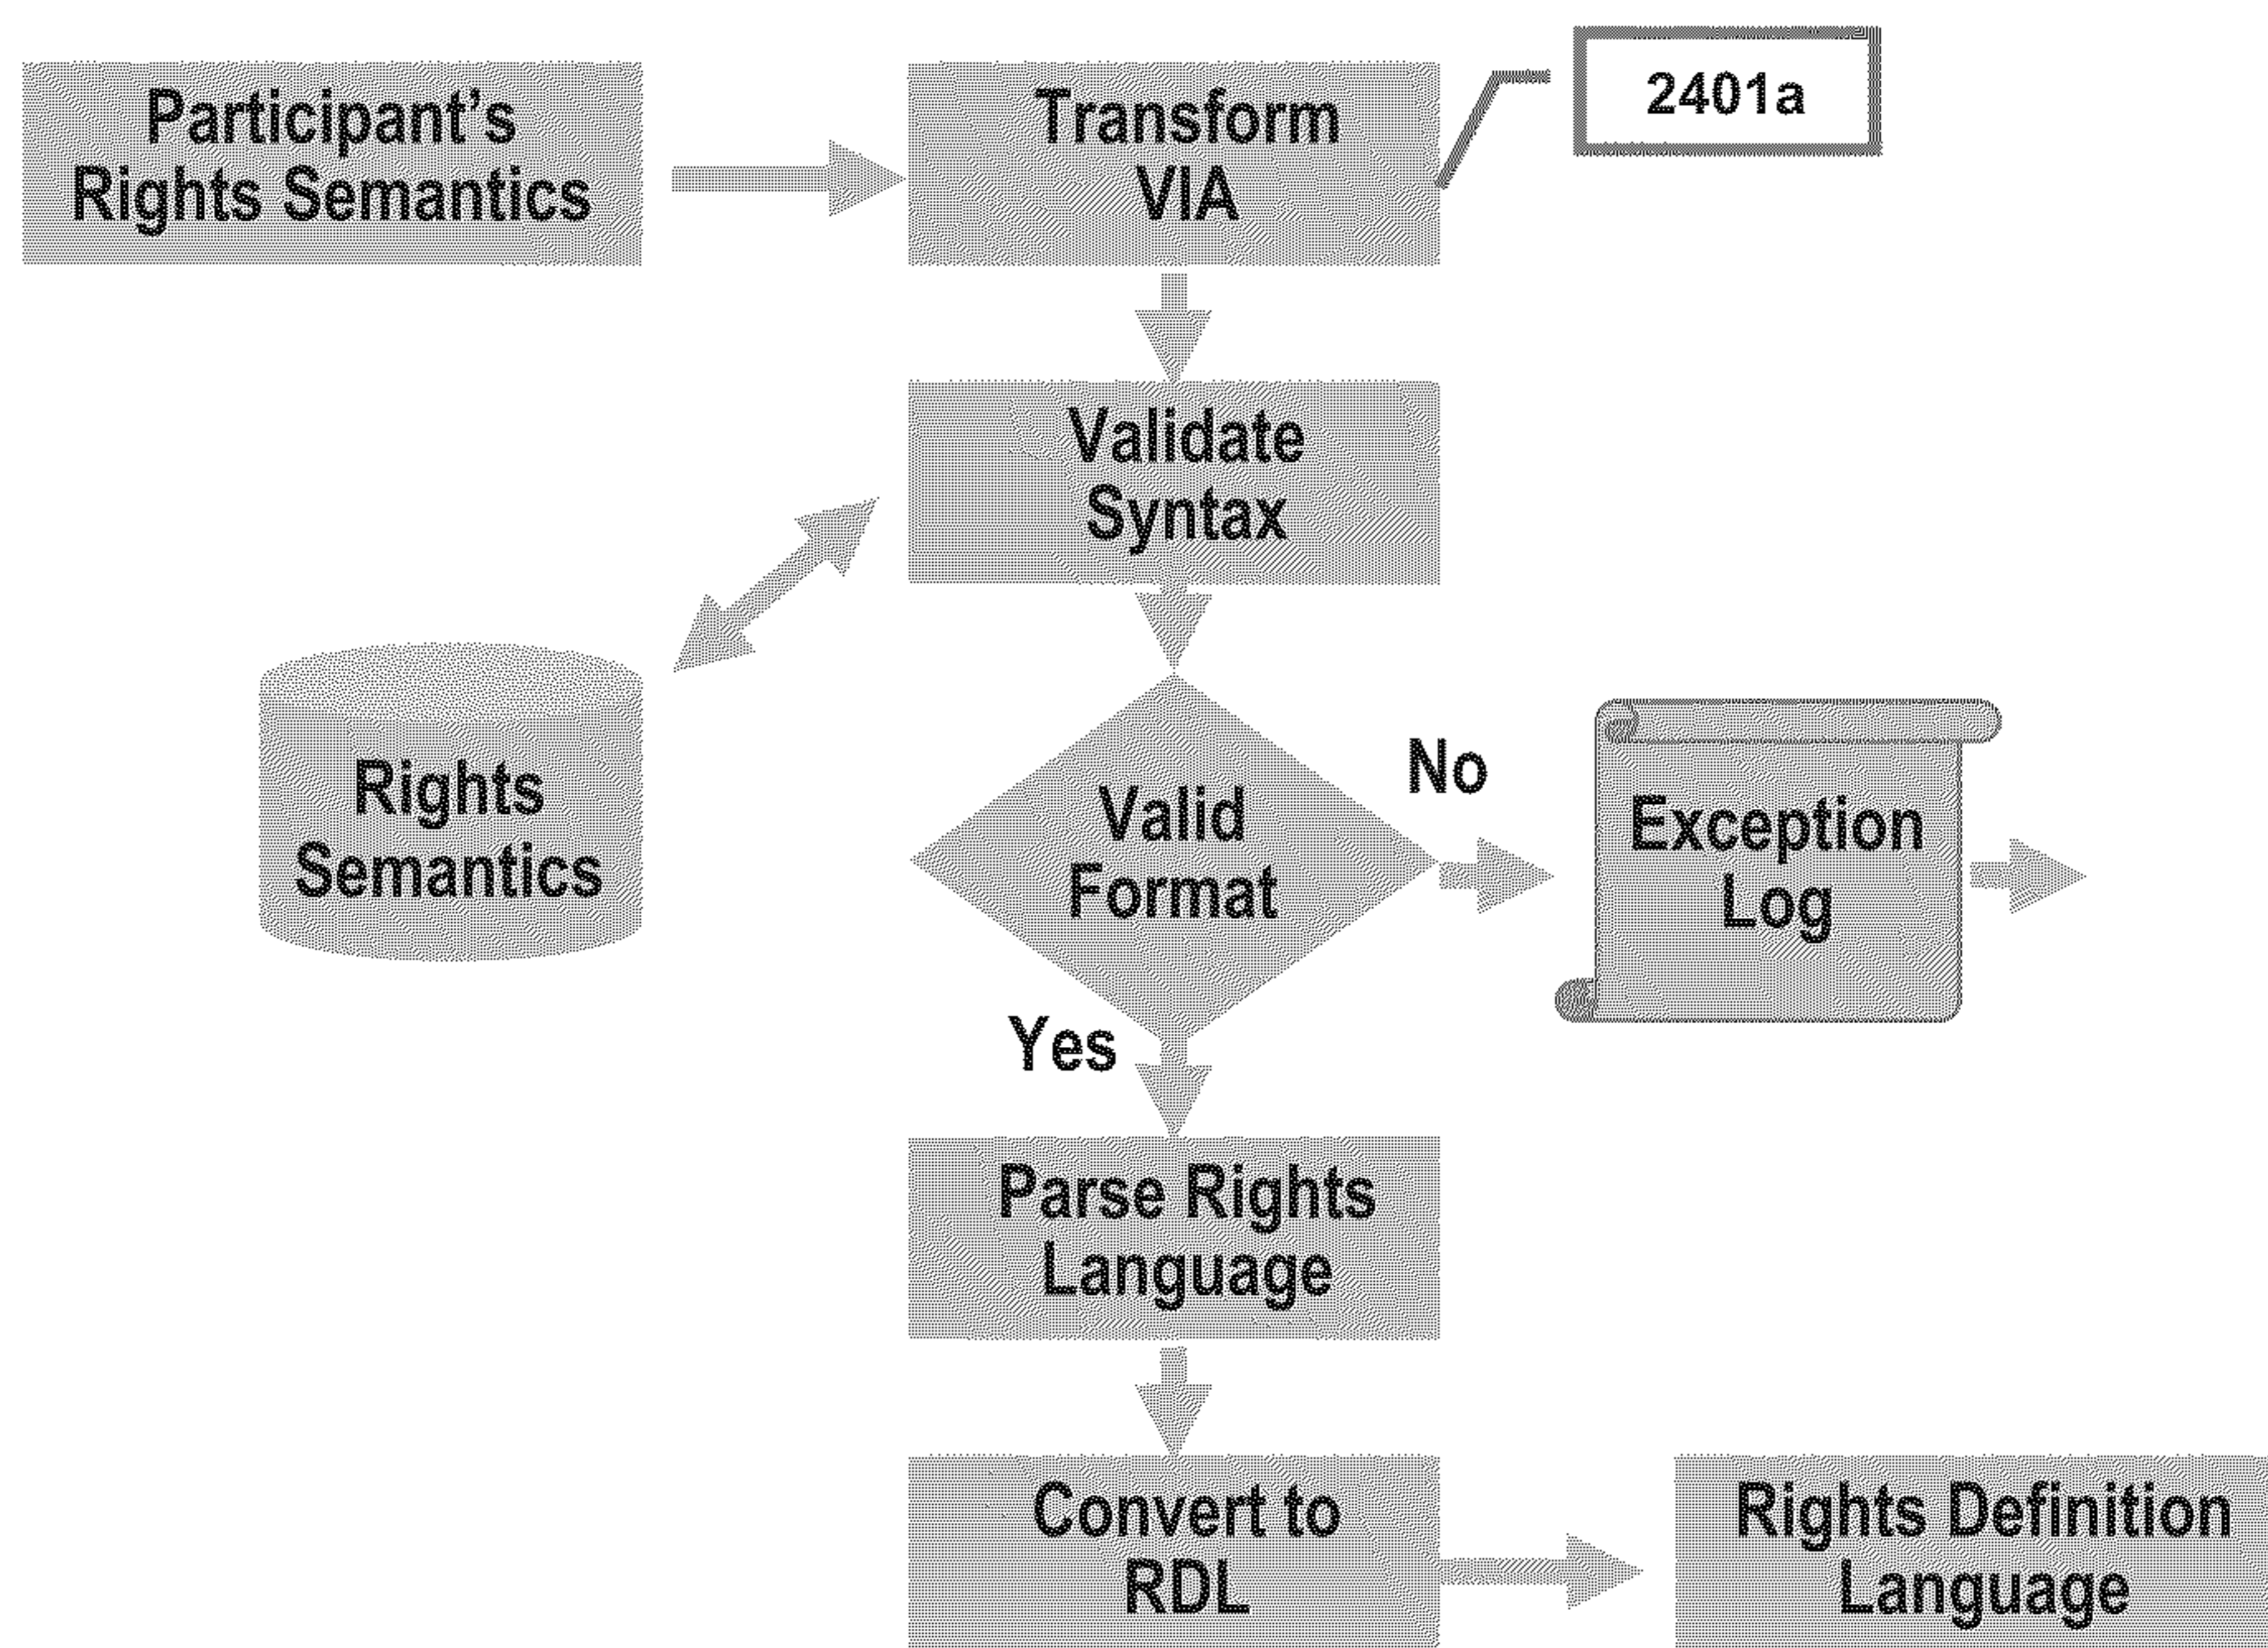 Participant's
Rights Semantics
Transform
VIA
2401a
Validate
Syntax
Rights
Semantics
Valid
Format
No
Exception
Log
Yes
Parse Rights
Language
Convert to
RDL
Rights Definition
Language